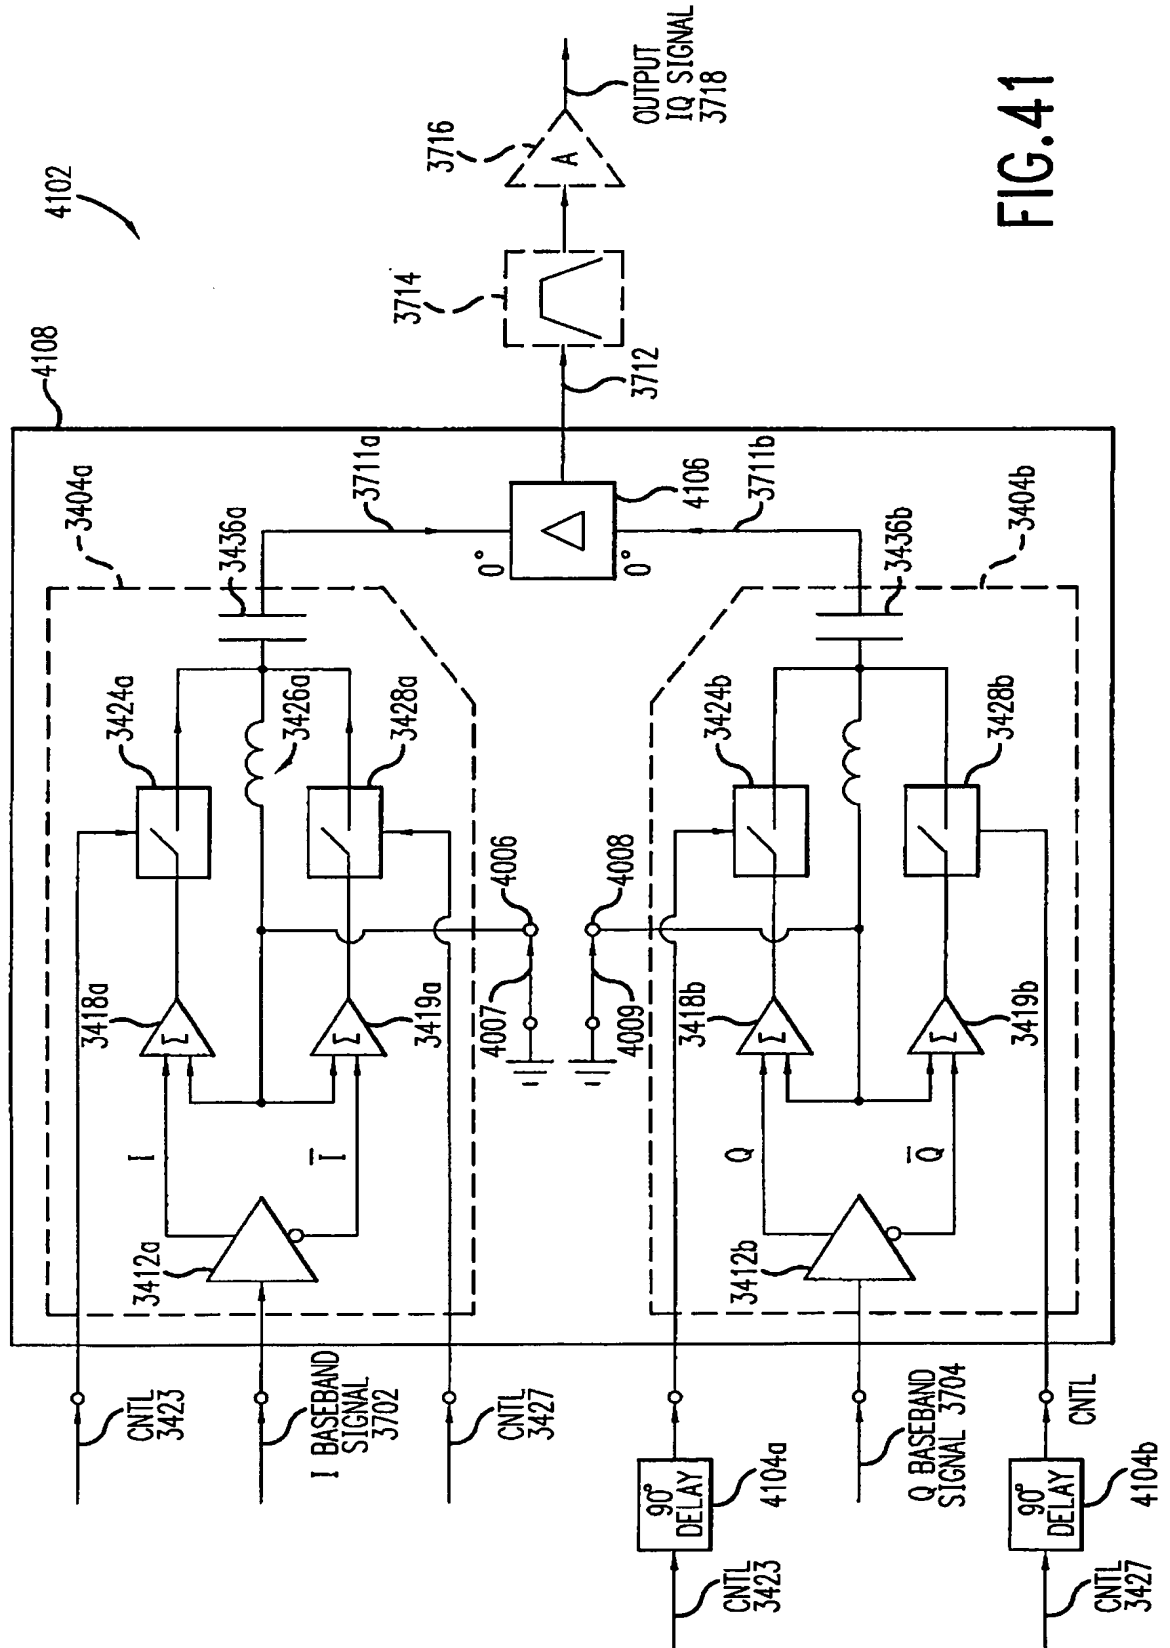 4102
4108
3404a
3424a
3436a
3426a
3428a
3711a
3418a
3419a
I
I̅
3412a
CNTL
3423
I BASEBAND
SIGNAL
3702
CNTL
3427
4006
4007
4008
4009
0°
0°
4106
3712
3714
3716
A
OUTPUT
IQ SIGNAL
3718
3711b
3404b
3436b
3424b
3428b
3418b
3419b
Σ
Σ
Σ
Σ
Q
Q̅
3412b
90°
DELAY
4104a
CNTL
3423
Q BASEBAND
SIGNAL 3704
CNTL
90°
DELAY
4104b
CNTL
3427
FIG.41